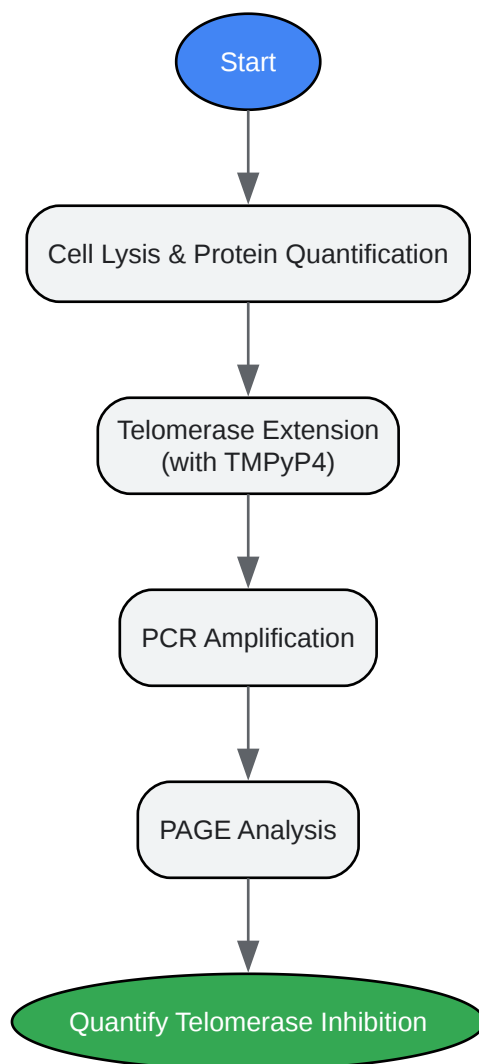 Start
Cell Lysis & Protein Quantification
Telomerase Extension
(with TMPyP4)
PCR Amplification
PAGE Analysis
Quantify Telomerase Inhibition